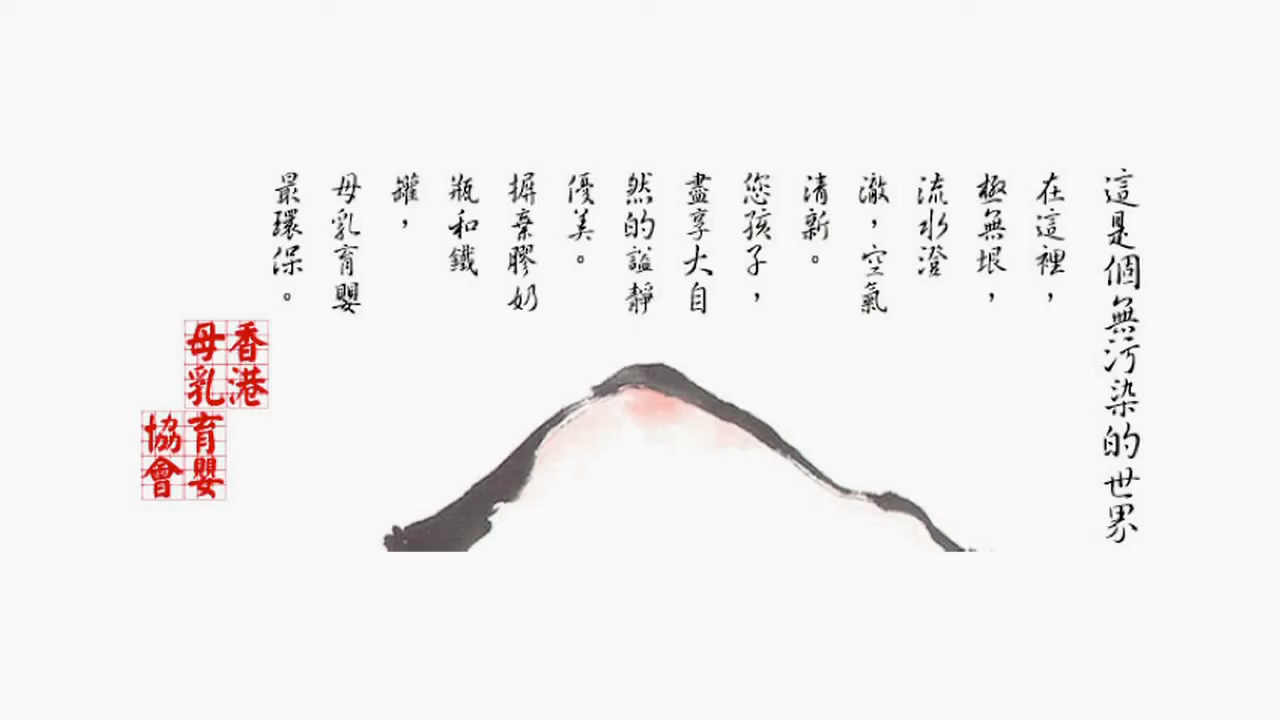 這是個無污染的世界
在這裡，
極無垠，
流水澄
澈，空氣
清新。
您孩子，
盡享大自
然的謐靜
優美。
摒棄膠奶
瓶和鐵
罐，
母乳育嬰
最環保。
香港
母乳育嬰
協會